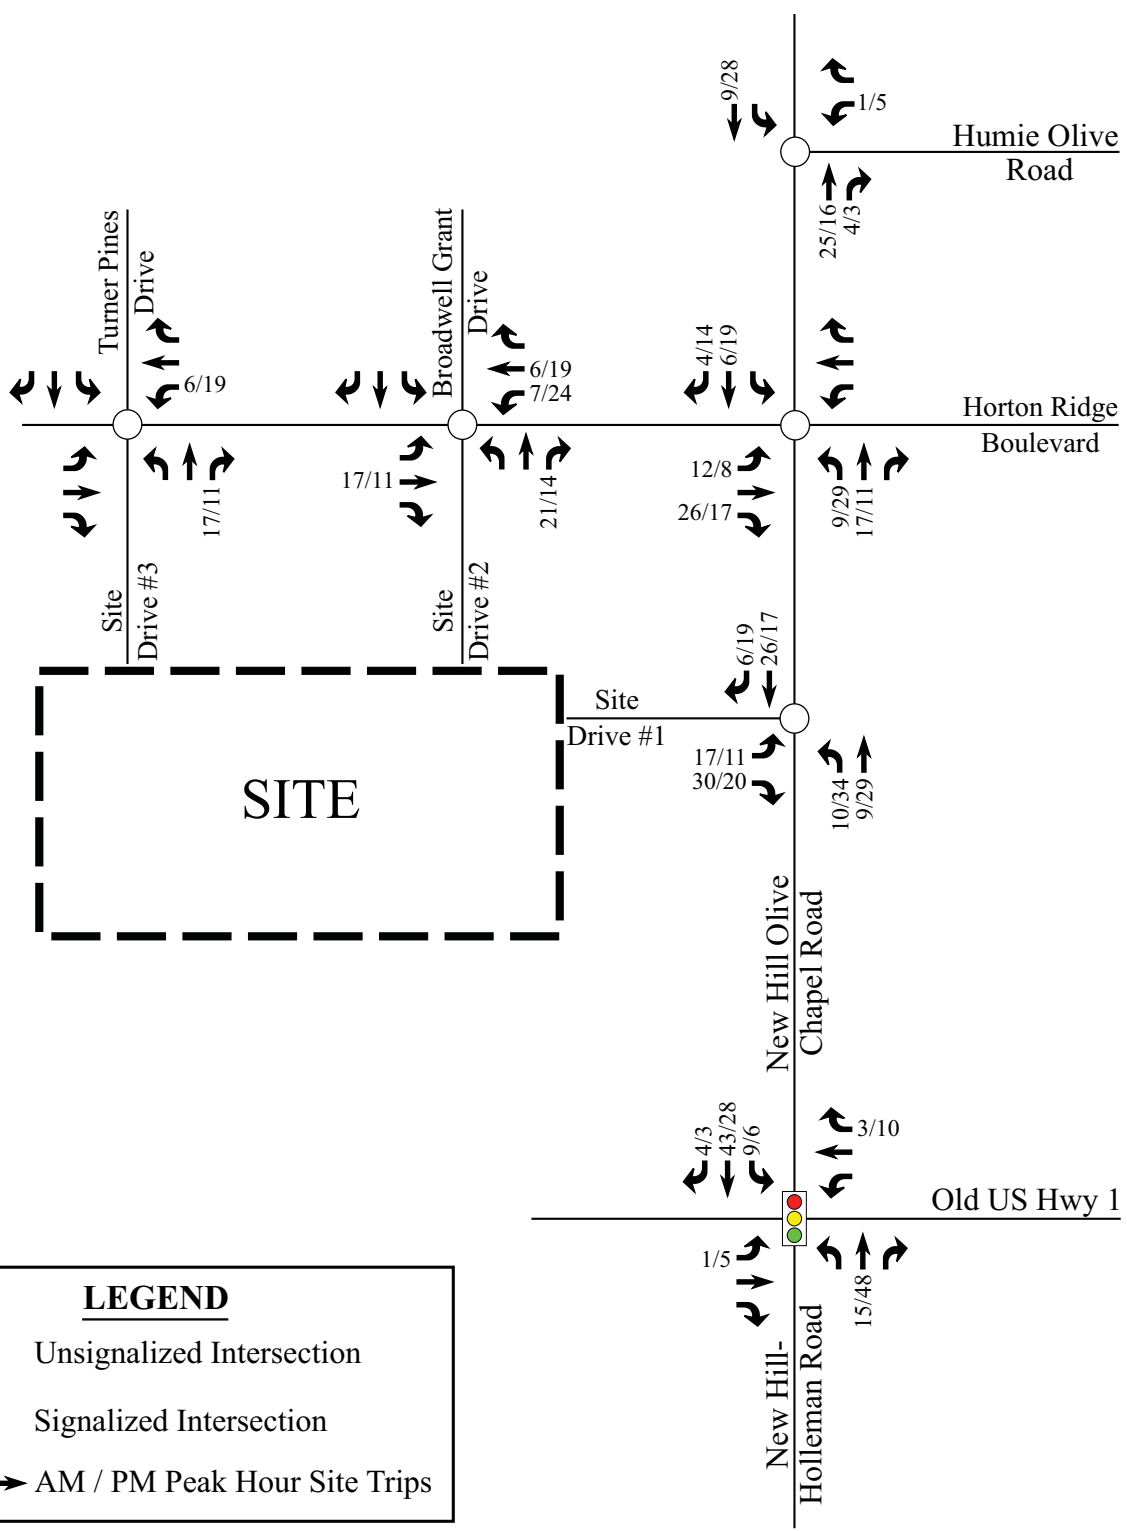 9/28
1/5
Humie Olive
Road
25/16
4/3
Turner Pines
Drive
6/19
17/11
Broadwell Grant
Drive
6/19
7/24
17/11
21/14
4/14
6/19
Horton Ridge
Boulevard
12/8
26/17
9/29
17/11
Site
Drive #3
Site
Drive #2
6/19
26/17
Site
Drive #1
17/11
30/20
10/34
9/29
SITE
New Hill Olive
Chapel Road
4/3
43/28
9/6
3/10
Old US Hwy 1
1/5
15/48
New Hill-
Holleman Road
LEGEND
Unsignalized Intersection
Signalized Intersection
AM / PM Peak Hour Site Trips